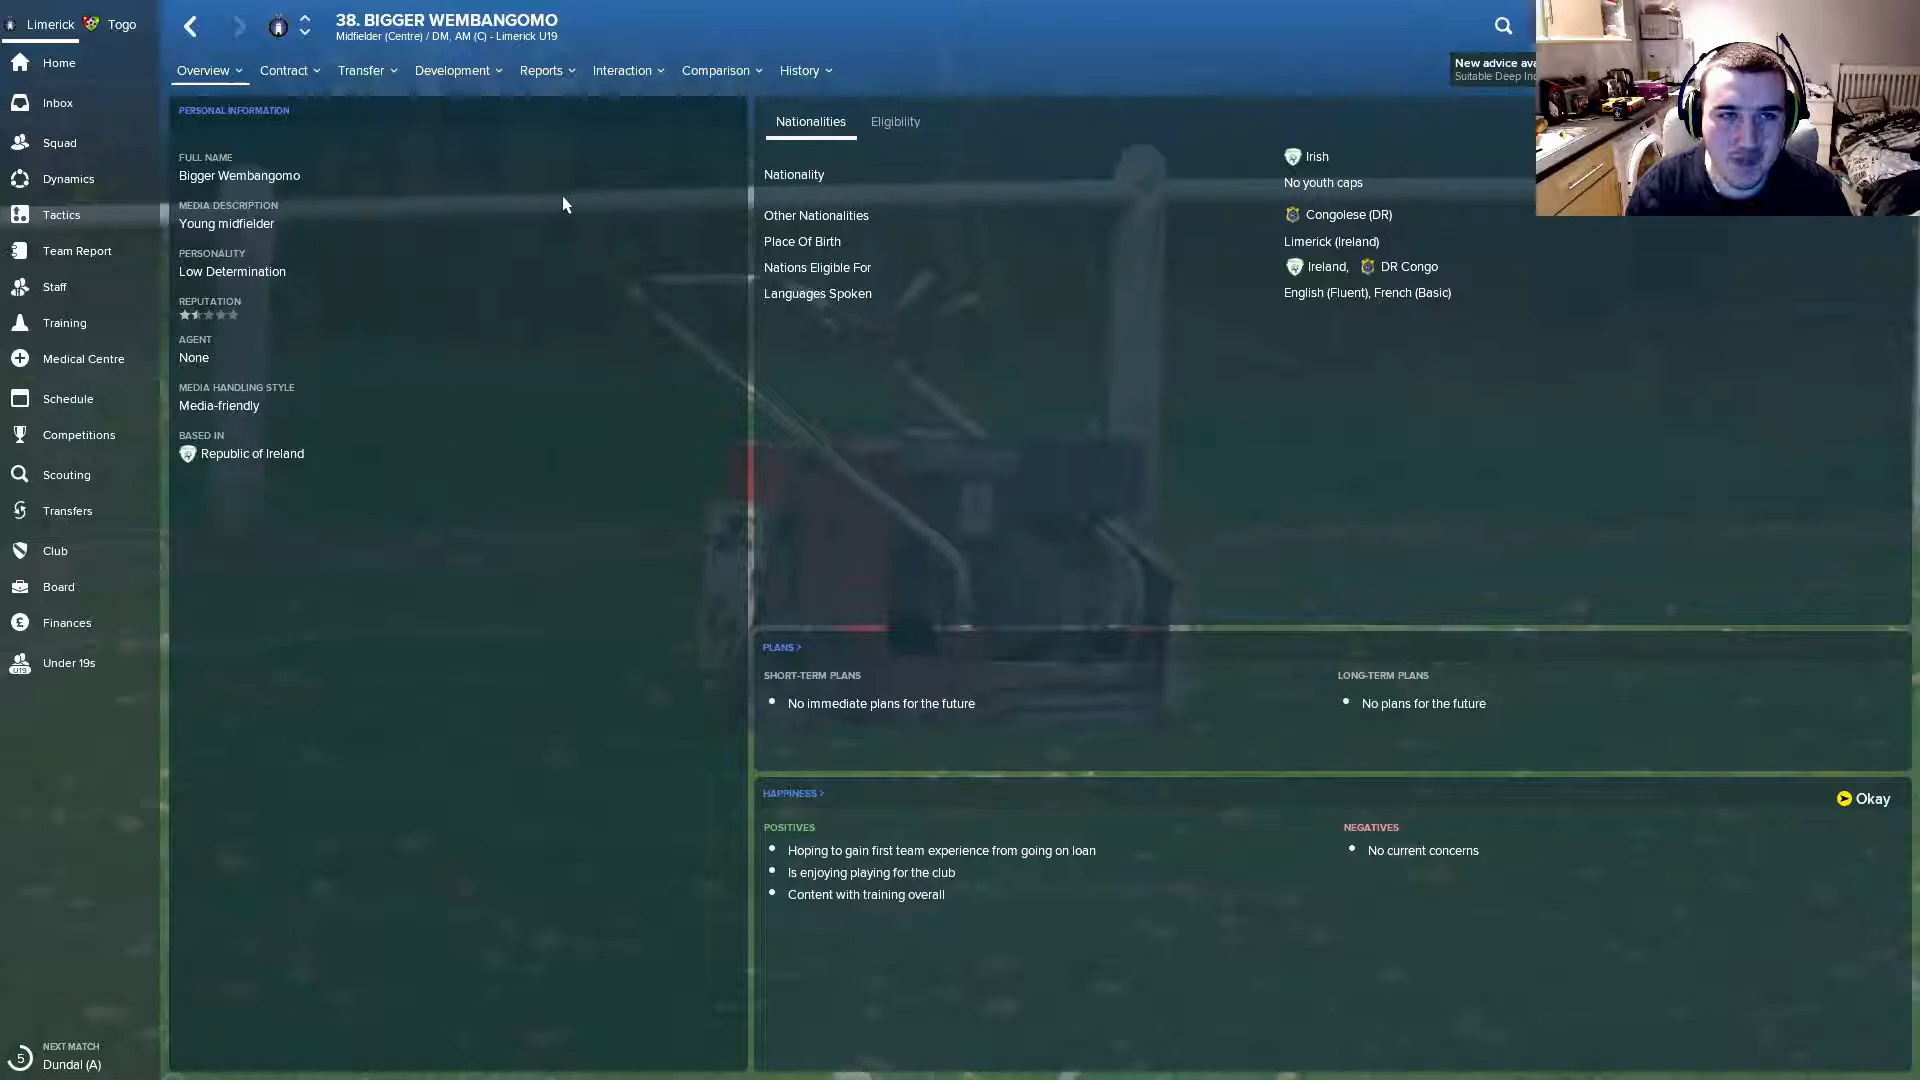 Limerick
Togo
38. BIGGER WEMBANGOMO
Midfielder (Centre) / DM, AM (C) - Limerick U19
Overview
Contract
Transfer
Development
Reports
Interaction
Comparison
History
New advice ava
Suitable Deep
Home
Inbox
Squad
Dynamics
Tactics
Team Report
Staff
Training
Medical Centre
Schedule
Competitions
Scouting
Transfers
Club
Board
Finances
U19
Under 19s
5
NEXT MATCH
Dundal (A)
PERSONAL INFORMATION
FULL NAME
Bigger Wembangomo
MEDIA DESCRIPTION
Young midfielder
PERSONALITY
Low Determination
REPUTATION
AGENT
None
MEDIA HANDLING STYLE
Media-friendly
BASED IN
Republic of Ireland
Nationalities
Eligibility
Nationality
Irish
No youth caps
Other Nationalities
Congolese (DR)
Place Of Birth
Limerick (Ireland)
Nations Eligible For
Ireland, DR Congo
Languages Spoken
English (Fluent), French (Basic)
PLANS >
SHORT-TERM PLANS
No immediate plans for the future
LONG-TERM PLANS
No plans for the future
HAPPINESS >
Okay
POSITIVES
Hoping to gain first team experience from going on loan
Is enjoying playing for the club
Content with training overall
NEGATIVES
No current concerns